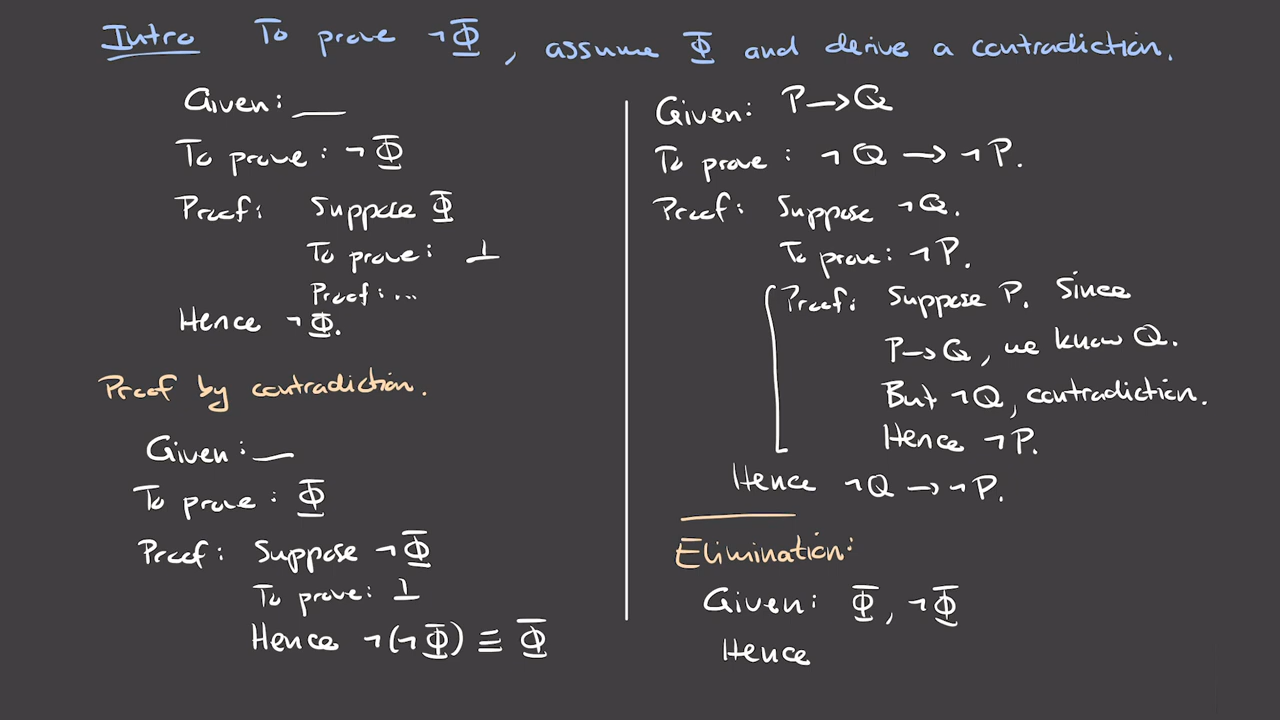 Intro To prove ¬Φ, assume Φ and derive a contradiction.
Given: __
To prove: ¬Φ
Proof: Suppose Φ
To prove: ⊥
Proof: ...
Hence ¬Φ.
Proof by contradiction.
Given: __
To prove: Φ
Proof: Suppose ¬Φ
To prove: ⊥
Hence ¬(¬Φ) ≡ Φ
Given: P→Q
To prove: ¬Q → ¬P.
Proof: Suppose ¬Q.
To prove: ¬P.
Proof: Suppose P. Since
P→Q, we know Q.
But ¬Q, contradiction.
Hence ¬P.
Hence ¬Q → ¬P.
Elimination:
Given: Φ, ¬Φ
Hence